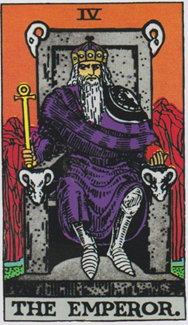 IV
THE EMPEROR.